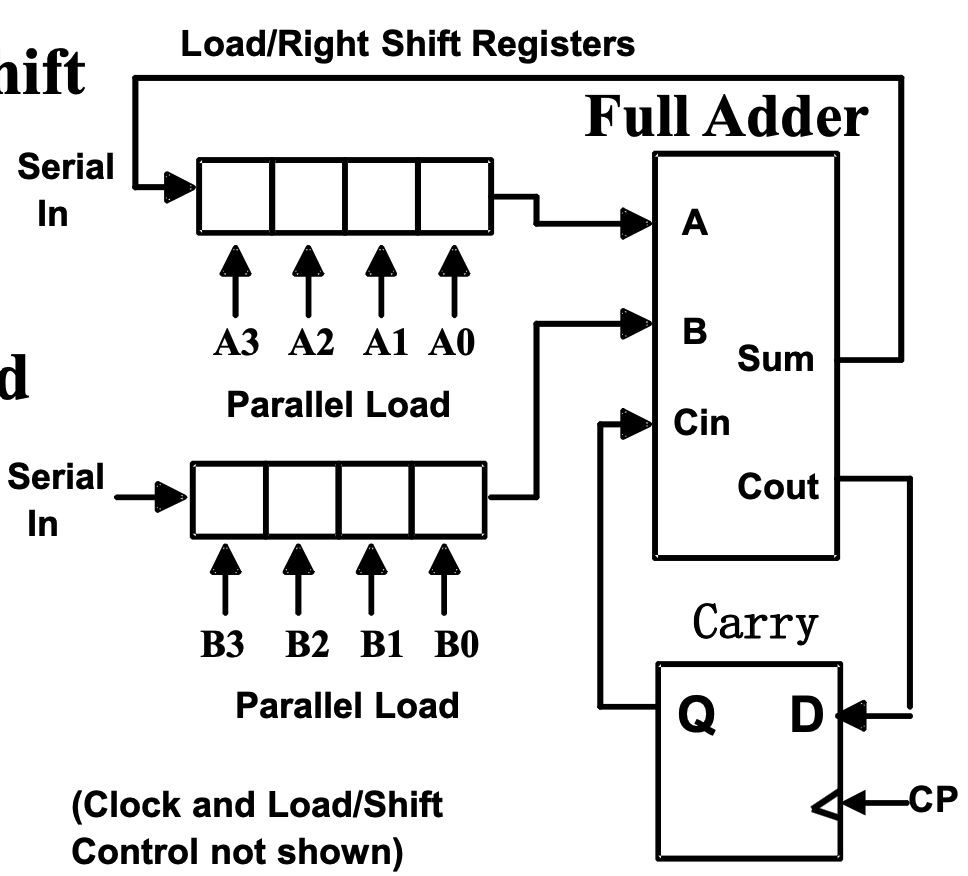 Load/Right Shift Registers
hift
Full Adder
Serial
In
A
A3 A2 A1 A0
B
Sum
d
Parallel Load
Cin
Serial
In
Cout
B3 B2 B1 B0
Carry
Parallel Load
Q D
(Clock and Load/Shift
Control not shown)
CP